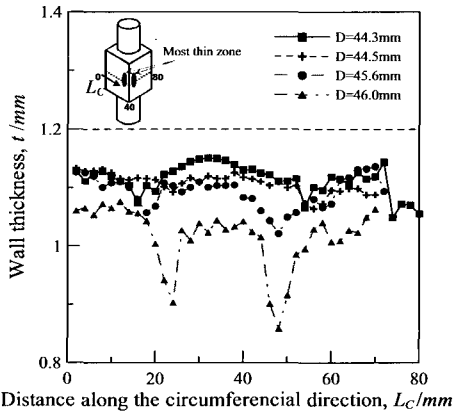 1.4
Most thin zone
0
80
L_C
40
D=44.3mm
D=44.5mm
D=45.6mm
D=46.0mm
1.2
1
0.8
Wall thickness, t /mm
0
20
40
60
80
Distance along the circumferencial direction, L_C/mm